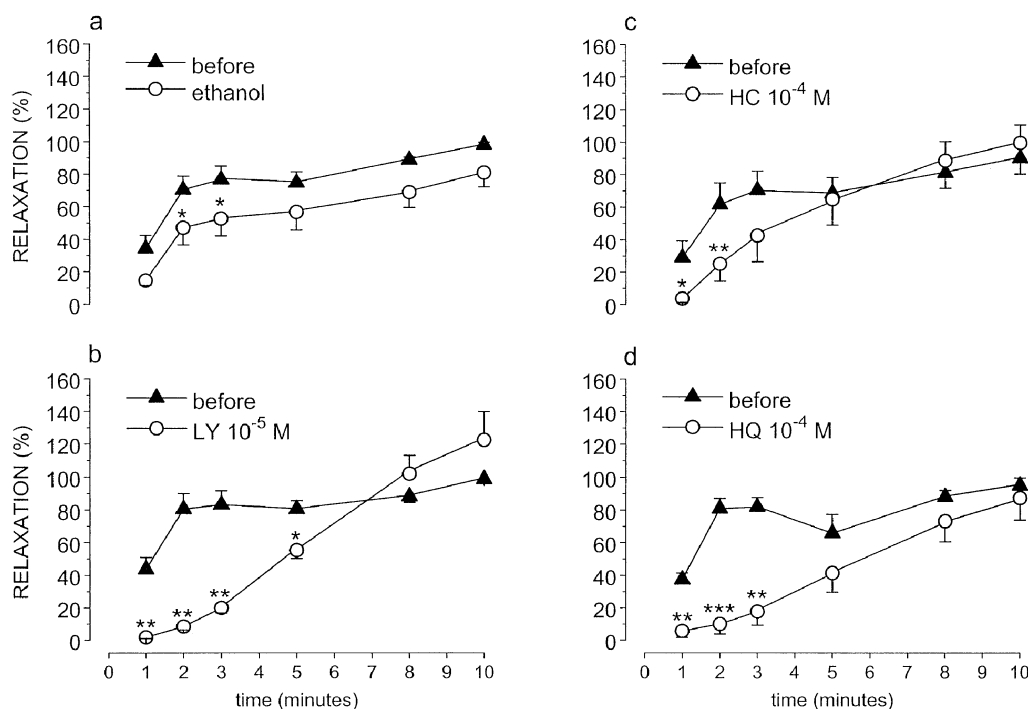 a
160
140
120
100
80
60
40
20
0
RELAXATION (%)
before
ethanol
*
*
c
160
140
120
100
80
60
40
20
0
before
HC 10⁻⁴ M
*
**
b
160
140
120
100
80
60
40
20
0
RELAXATION (%)
before
LY 10⁻⁵ M
**
**
**
*
0 1 2 3 4 5 6 7 8 9 10
time (minutes)
d
160
140
120
100
80
60
40
20
0
before
HQ 10⁻⁴ M
**
***
**
0 1 2 3 4 5 6 7 8 9 10
time (minutes)